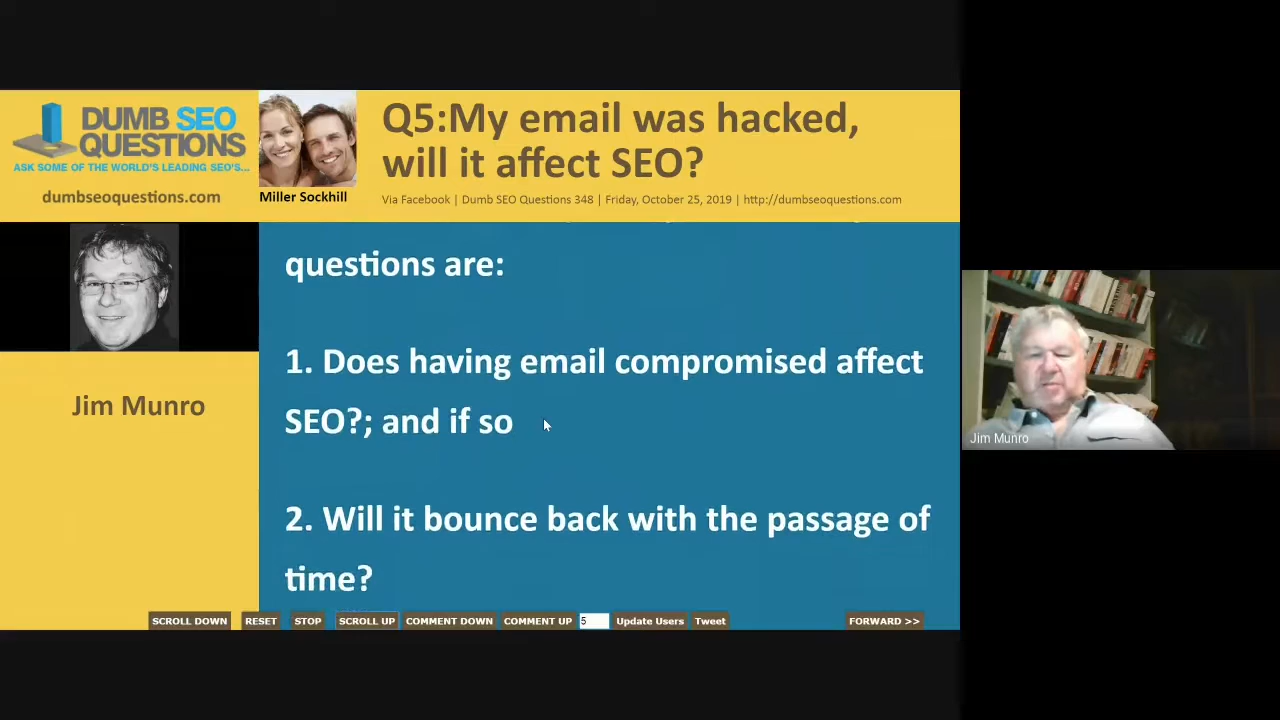 DUMB SEO
QUESTIONS
ASK SOME OF THE WORLD'S LEADING SEO'S...
dumbseoquestions.com
Miller Sockhill
Q5:My email was hacked,
will it affect SEO?
Via Facebook | Dumb SEO Questions 348 | Friday, October 25, 2019 | http://dumbseoquestions.com
Jim Munro
questions are:
1. Does having email compromised affect
SEO?; and if so
2. Will it bounce back with the passage of
time?
SCROLL DOWN RESET STOP SCROLL UP COMMENT DOWN COMMENT UP 5 Update Users Tweet FORWARD >>
Jim Munro